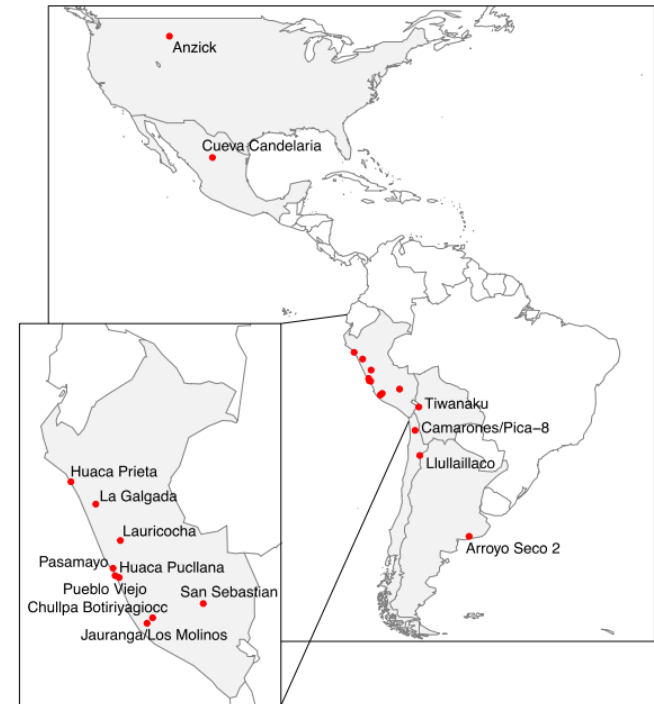 Anzick
Cueva Candelaria
Tiwanaku
Camarones/Pica−8
Llullaillaco
Arroyo Seco 2
Huaca Prieta
La Galgada
Lauricocha
Pasamayo
Huaca Pucllana
Pueblo Viejo
San Sebastian
Chullpa Botiriyagiocc
Jauranga/Los Molinos